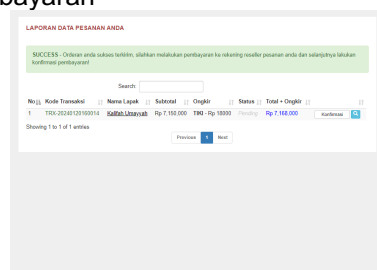 bayaran
LAPORAN DATA PESANAN ANDA
SUCCESS - Orderan anda sukses terkirim, silahkan melakukan pembayaran ke rekening reseller pesanan anda dan selanjutnya lakukan
konfirmasi pembayaran!
Search:
No Kode Transaksi Nama Lapak Subtotal Ongkir Status Total + Ongkir
1 TRX-20240120160014 Kalifah Umayyah Rp 7,150,000 TIKI - Rp 18000 Pending Rp 7,168,000 Konfirmasi
Showing 1 to 1 of 1 entries
Previous 1 Next